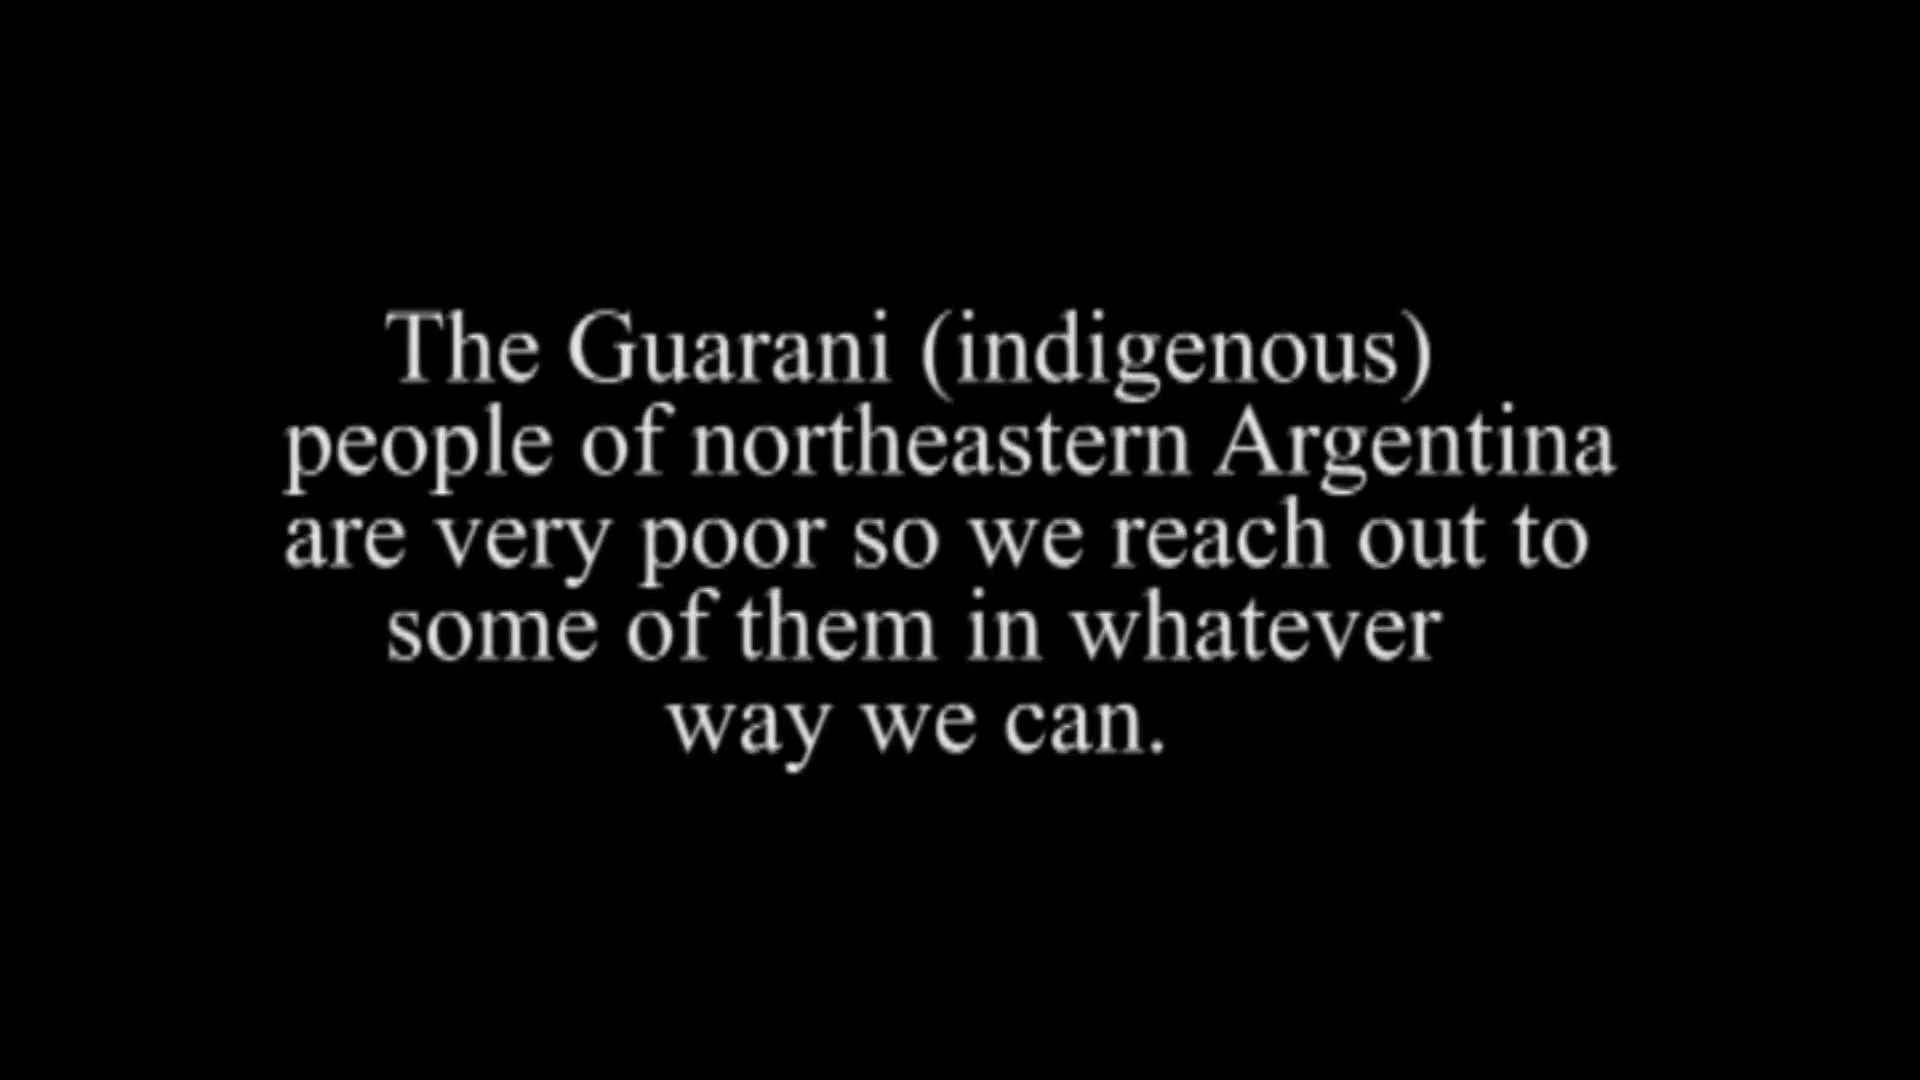 The Guarani (indigenous)
people of northeastern Argentina
are very poor so we reach out to
some of them in whatever
way we can.